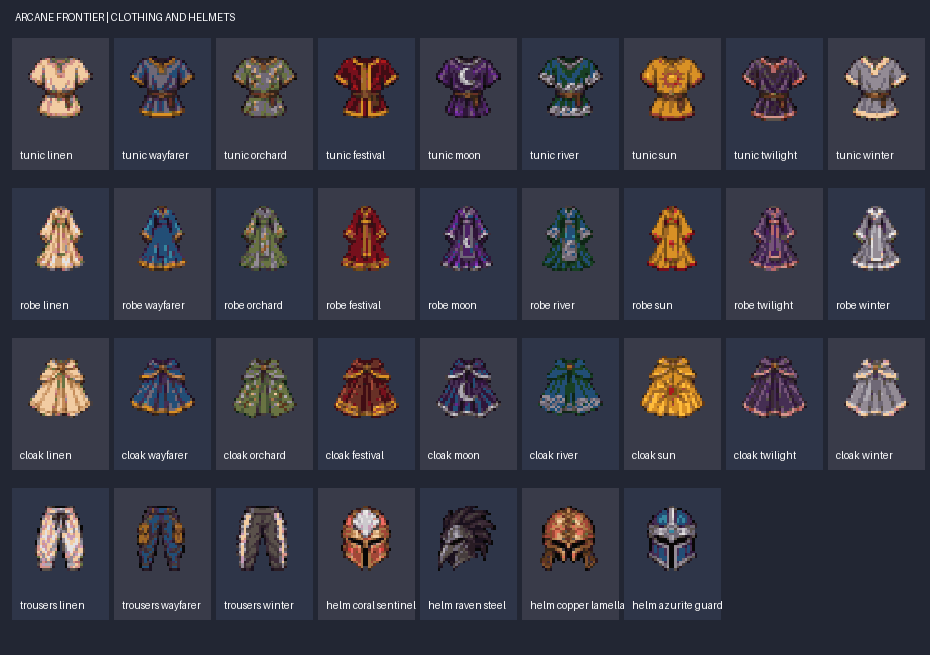 ARCANE FRONTIER | CLOTHING AND HELMETS
tunic linen
tunic wayfarer
tunic orchard
tunic festival
tunic moon
tunic river
tunic sun
tunic twilight
tunic winter
robe linen
robe wayfarer
robe orchard
robe festival
robe moon
robe river
robe sun
robe twilight
robe winter
cloak linen
cloak wayfarer
cloak orchard
cloak festival
cloak moon
cloak river
cloak sun
cloak twilight
cloak winter
trousers linen
trousers wayfarer
trousers winter
helm coral sentinel
helm raven steel
helm copper lamella
helm azurite guard